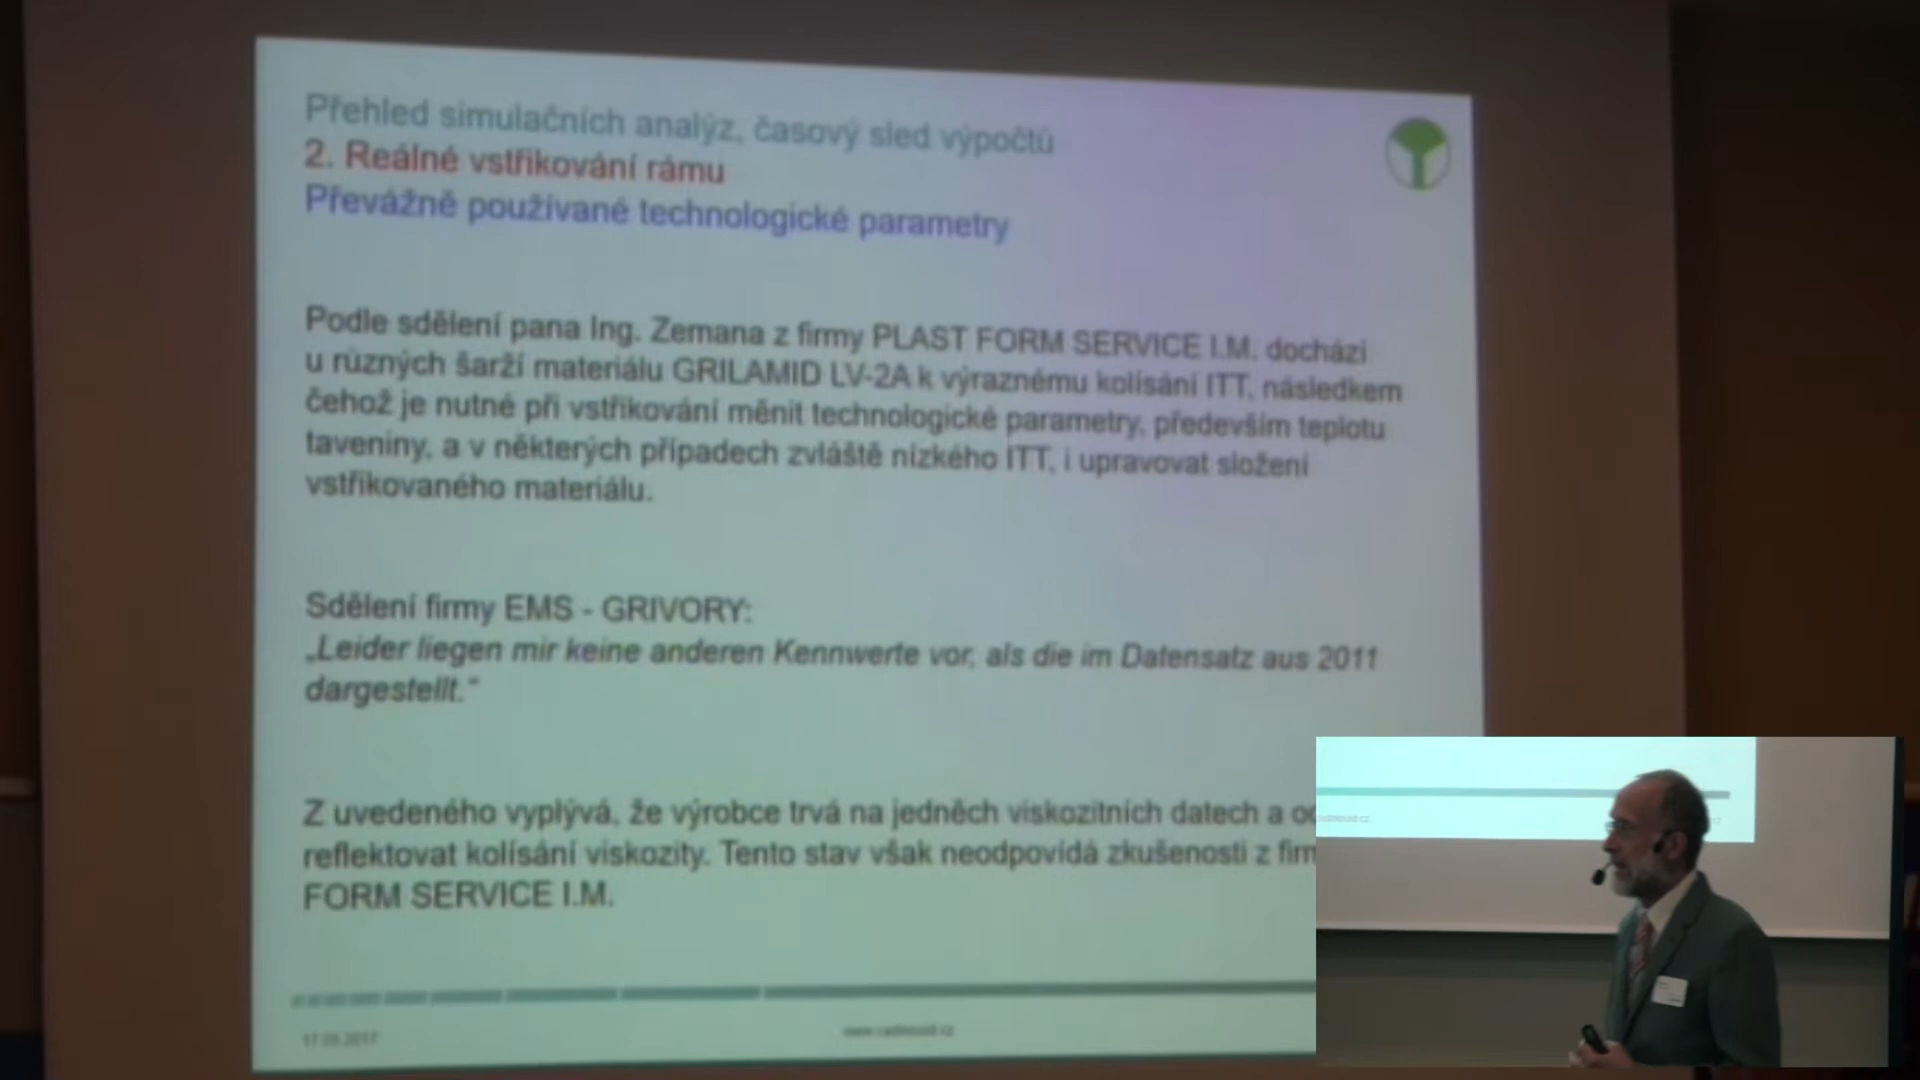 Přehled simulačních analýz, časový sled výpočtů
2. Reálné vstřikování rámu
Převážně používané technologické parametry
Podle sdělení pana Ing. Zemana z firmy PLAST FORM SERVICE I.M. dochází
u různých šarží materiálu GRILAMID LV-2A k výraznému kolísání ITT, následkem
čehož je nutné při vstřikování měnit technologické parametry, především teplotu
taveniny, a v některých případech zvláště nízkého ITT, i upravovat složení
vstřikovaného materiálu.
Sdělení firmy EMS - GRIVORY:
„Leider liegen mir keine anderen Kennwerte vor, als die im Datensatz aus 2011
dargestellt.“
Z uvedeného vyplývá, že výrobce trvá na jedněch viskozitních datech a
reflektovat kolísání viskozity. Tento stav však neodpovídá zkušenosti z
FORM SERVICE I.M.